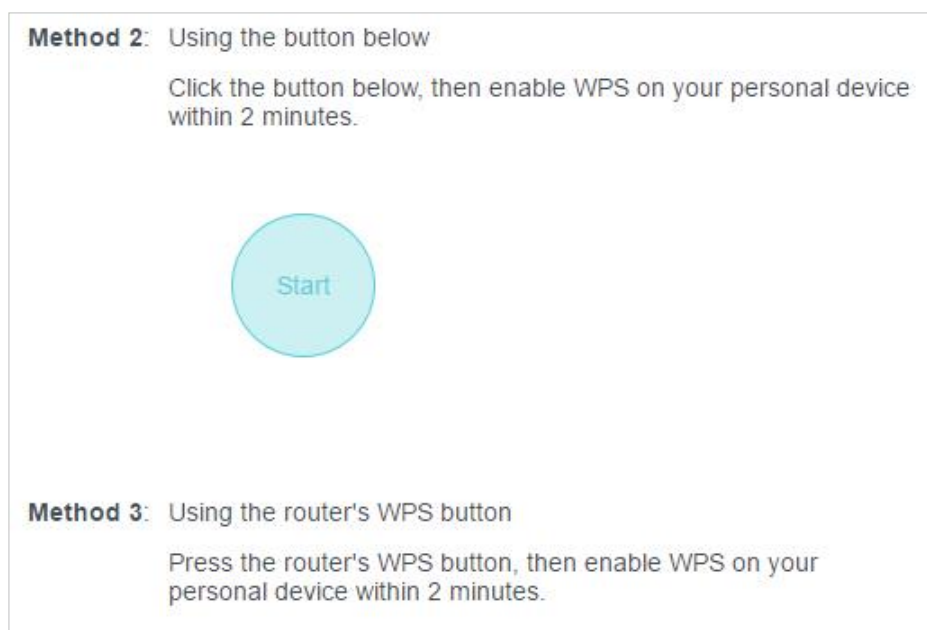 Method 2: Using the button below
Click the button below, then enable WPS on your personal device
within 2 minutes.
Start
Method 3: Using the router's WPS button
Press the router's WPS button, then enable WPS on your
personal device within 2 minutes.